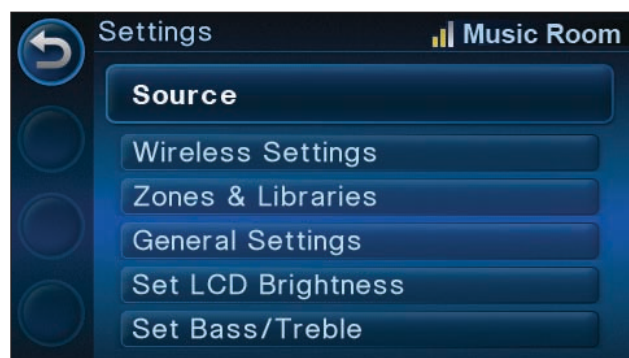 Settings
Music Room
Source
Wireless Settings
Zones & Libraries
General Settings
Set LCD Brightness
Set Bass/Treble